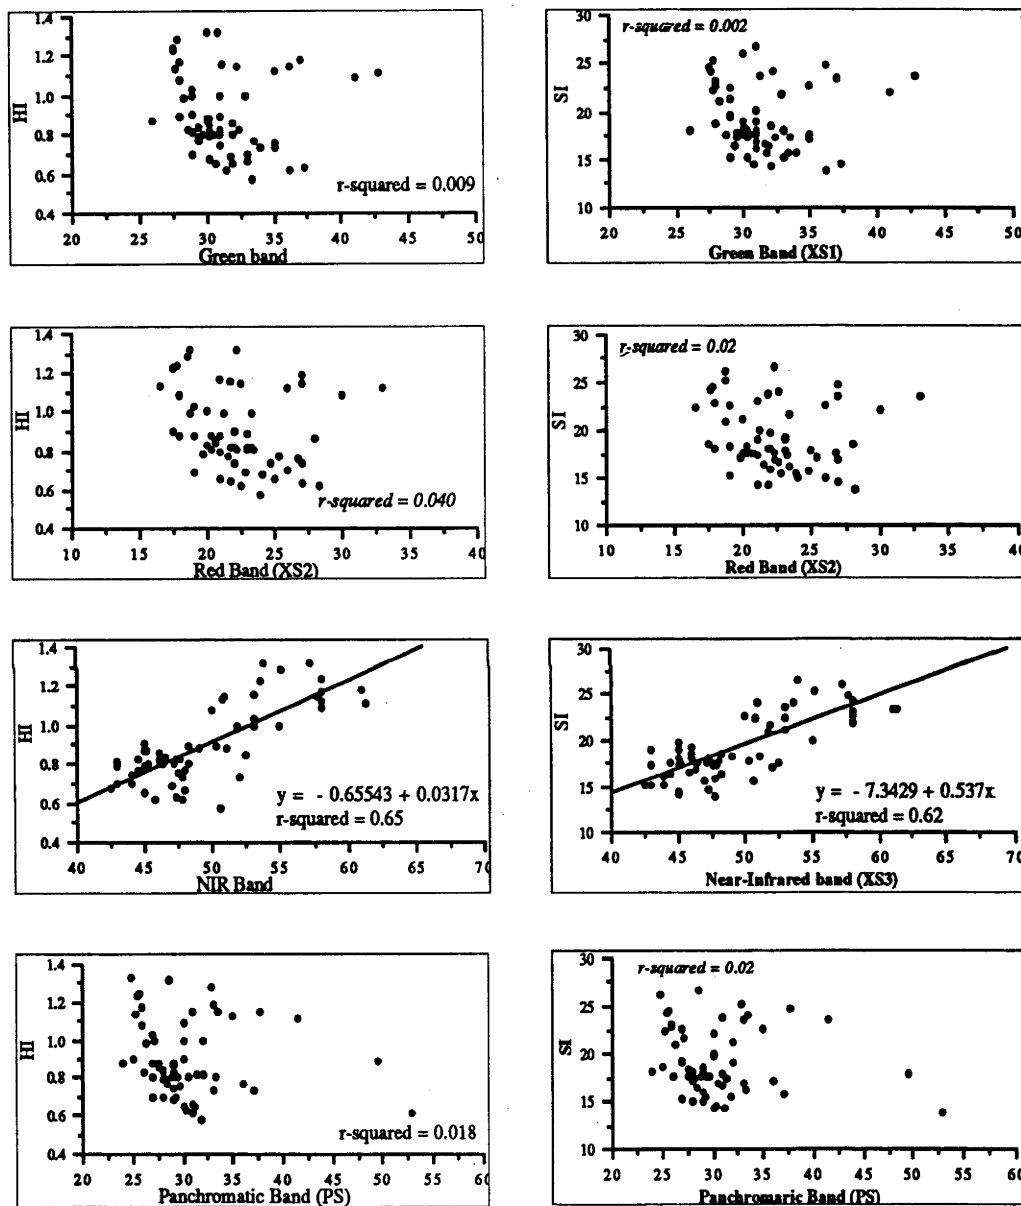 1.4
1.2
1.0
0.8
0.6
0.4
HI
r-squared = 0.009
20 25 30 35 40 45 50
Green band
30
25
20
15
10
SI
r-squared = 0.002
20 25 30 35 40 45 50
Green Band (XS1)
1.4
1.2
1.0
0.8
0.6
0.4
HI
r-squared = 0.040
10 15 20 25 30 35 40
Red Band (XS2)
30
25
20
15
10
SI
r-squared = 0.02
10 15 20 25 30 35 40
Red Band (XS2)
1.4
1.2
1.0
0.8
0.6
0.4
HI
y = - 0.65543 + 0.0317x
r-squared = 0.65
40 45 50 55 60 65 70
NIR Band
30
25
20
15
10
SI
y = - 7.3429 + 0.537x
r-squared = 0.62
40 45 50 55 60 65 70
Near-Infrared band (XS3)
1.4
1.2
1.0
0.8
0.6
0.4
HI
r-squared = 0.018
20 25 30 35 40 45 50 55 60
Panchromatic Band (PS)
30
25
20
15
10
SI
r-squared = 0.02
20 25 30 35 40 45 50 55 60
Panchromaric Band (PS)